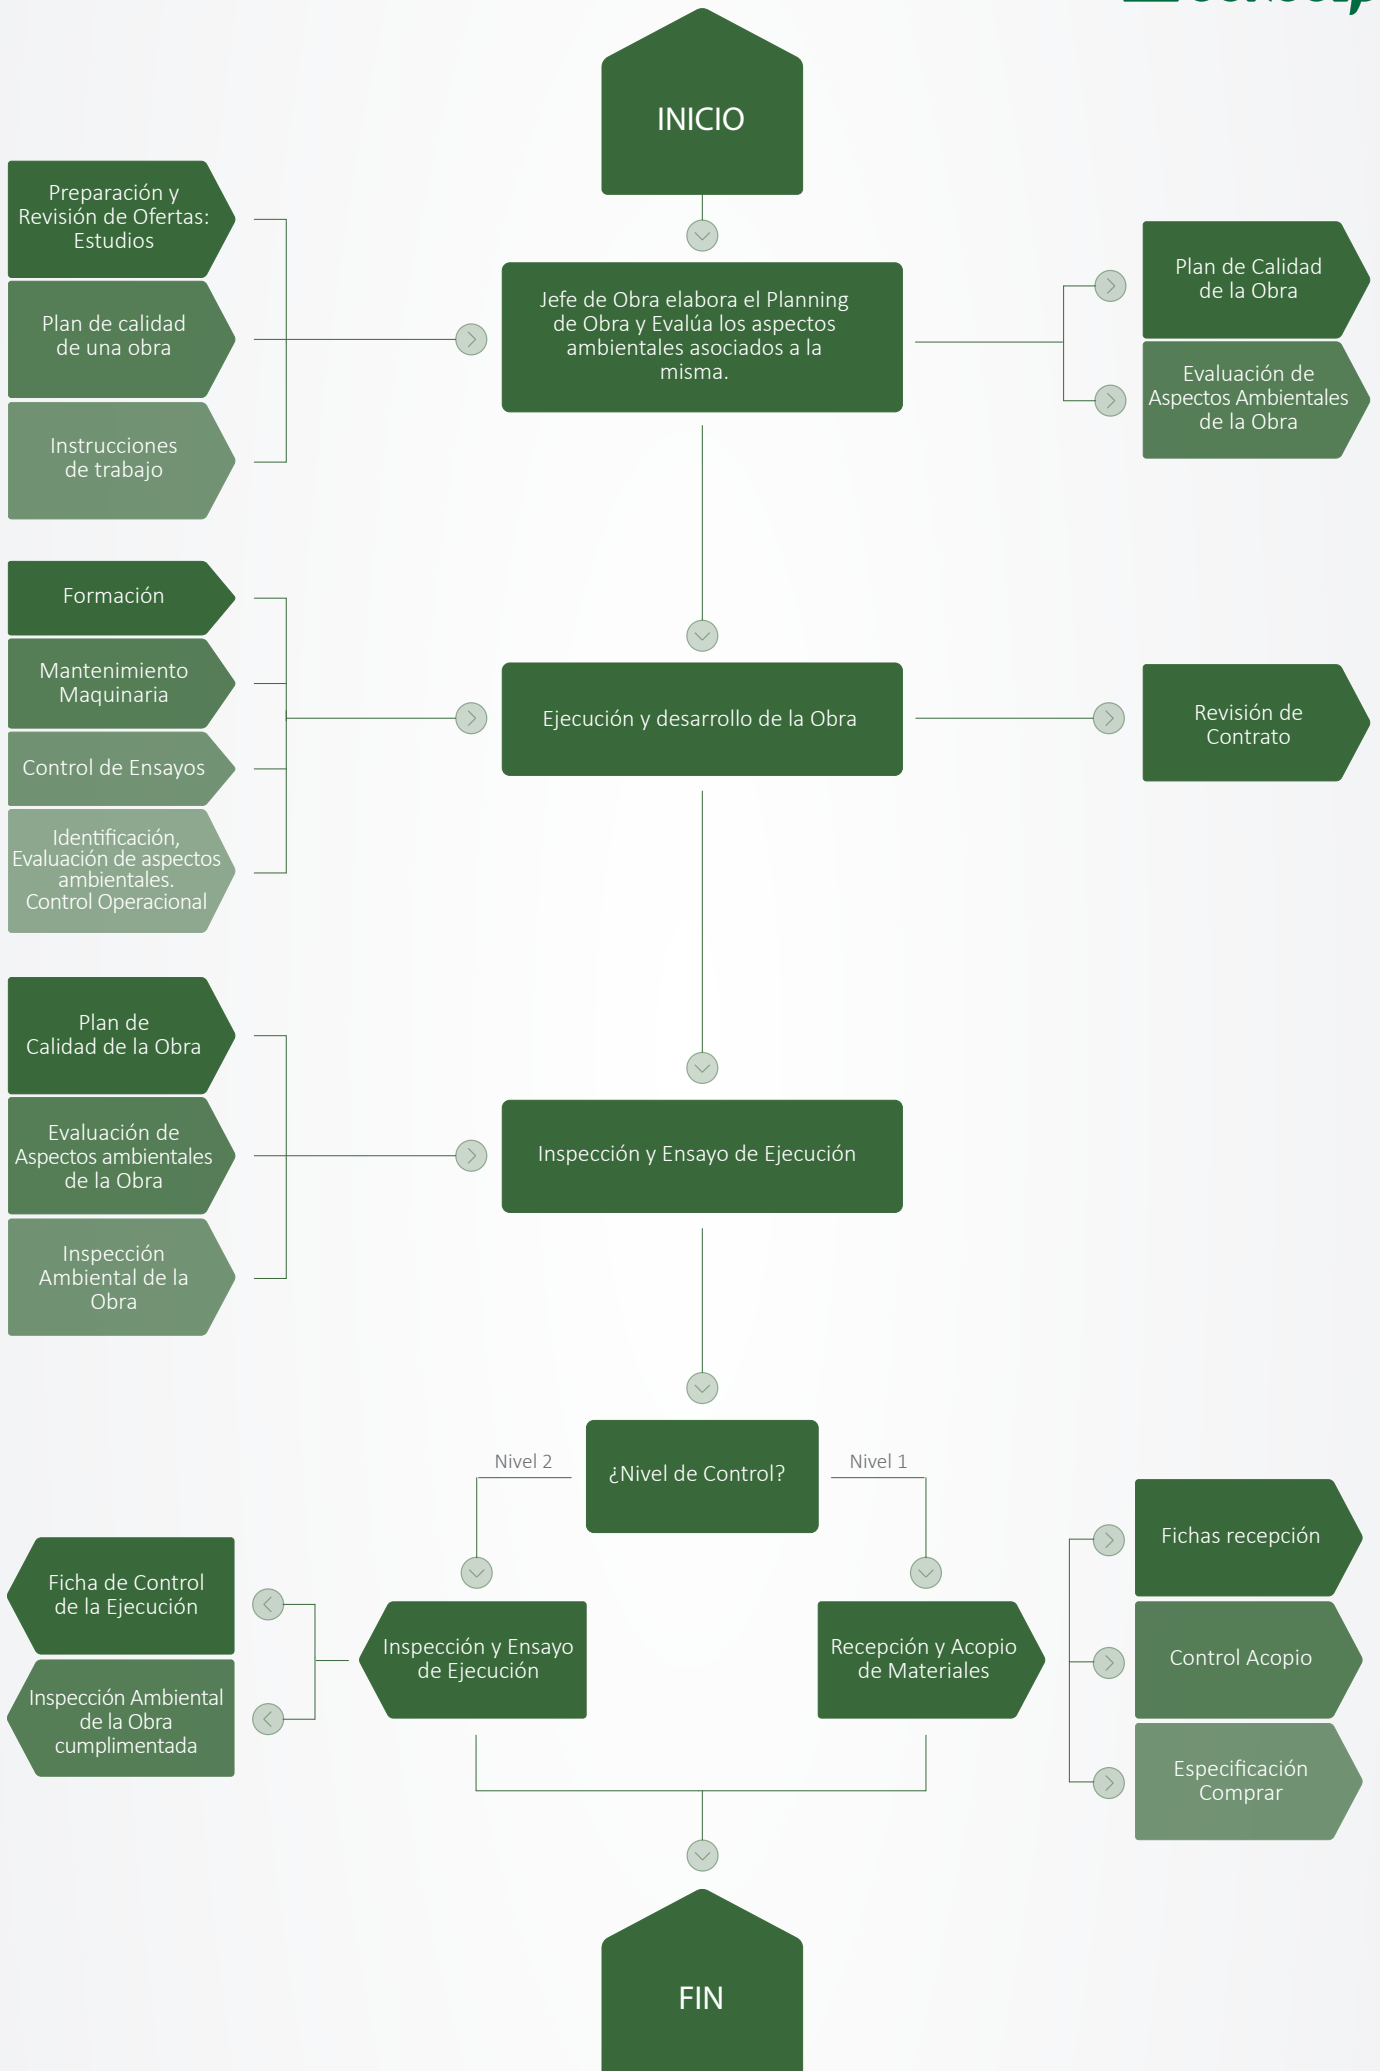 INICIO
Preparación y
Revisión de Ofertas:
Estudios
Plan de calidad
de una obra
Instrucciones
de trabajo
Jefe de Obra elabora el Planning
de Obra y Evalúa los aspectos
ambientales asociados a la
misma.
Plan de Calidad
de la Obra
Evaluación de
Aspectos Ambientales
de la Obra
Formación
Mantenimiento
Maquinaria
Control de Ensayos
Identificación,
Evaluación de aspectos
ambientales.
Control Operacional
Ejecución y desarrollo de la Obra
Revisión de
Contrato
Plan de
Calidad de la Obra
Evaluación de
Aspectos ambientales
de la Obra
Inspección
Ambiental de la
Obra
Inspección y Ensayo de Ejecución
Nivel 2
¿Nivel de Control?
Nivel 1
Ficha de Control
de la Ejecución
Inspección Ambiental
de la Obra
cumplimentada
Inspección y Ensayo
de Ejecución
Recepción y Acopio
de Materiales
Fichas recepción
Control Acopio
Especificación
Comprar
FIN